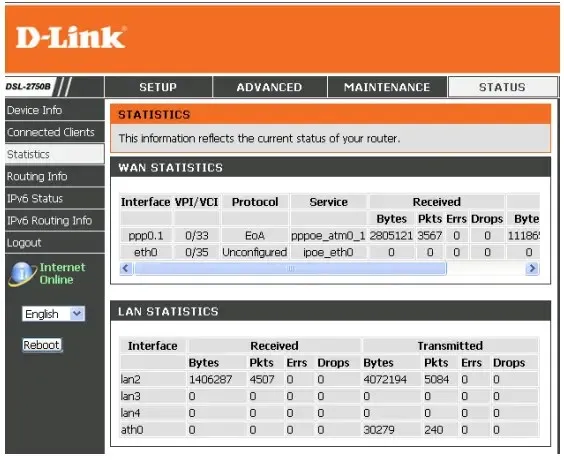 D-Link
DSL-2750B SETUP ADVANCED MAINTENANCE STATUS
Device Info
Connected Clients
Statistics
Routing Info
IPv6 Status
IPv6 Routing Info
Logout
Internet
Online
English
Reboot
STATISTICS
This information reflects the current status of your router.
WAN STATISTICS
Interface VPI/VCI Protocol Service Received
Bytes Pkts Errs Drops Byte
ppp0.1 0/33 EoA pppoe_atm0_1 2805121 3567 0 0
eth0 0/35 Unconfigured ipoe_eth0 0 0 0 0 0
LAN STATISTICS
Interface Received Transmitted
Bytes Pkts Errs Drops Bytes Pkts Errs Drops
lan2 1406287 4507 0 0 4072194 5084 0 0
lan3 0 0 0 0 0 0 0 0
lan4 0 0 0 0 0 0 0 0
ath0 0 0 0 0 30279 240 0 0